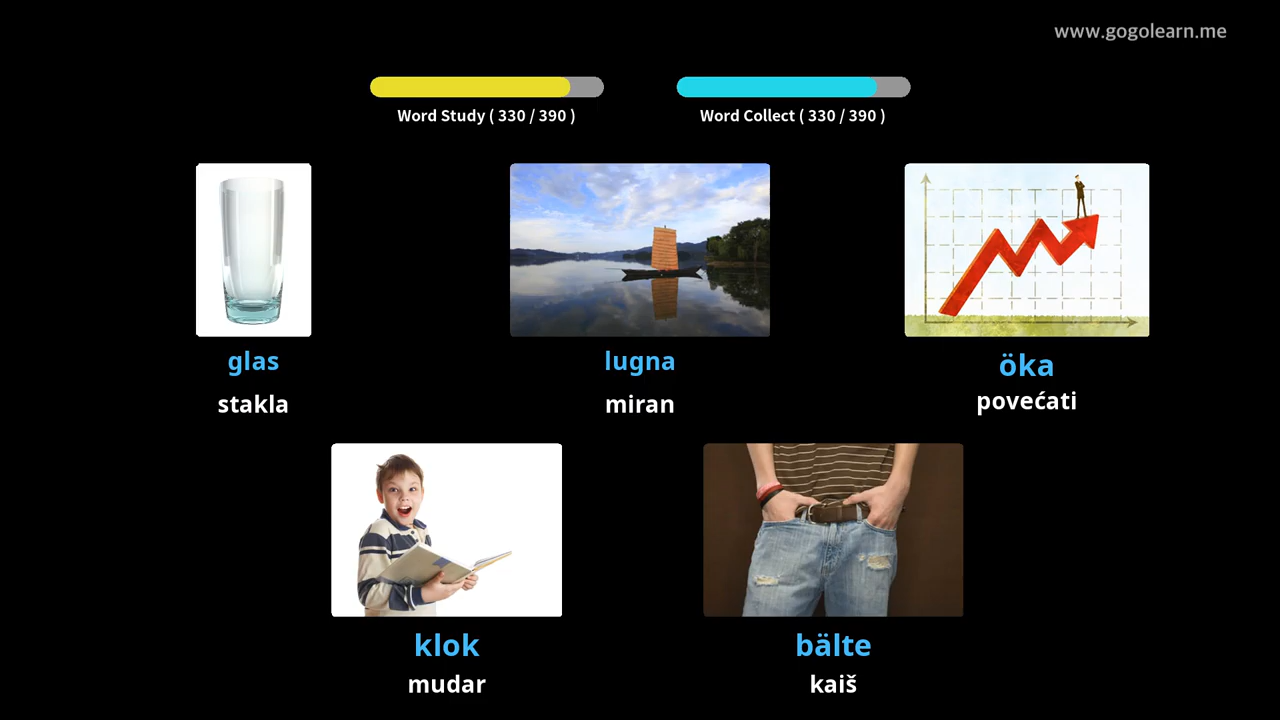 www.gogolearn.me
Word Study ( 330 / 390 )
Word Collect ( 330 / 390 )
glas
stakla
lugna
miran
öka
povećati
klok
mudar
bälte
kaiš